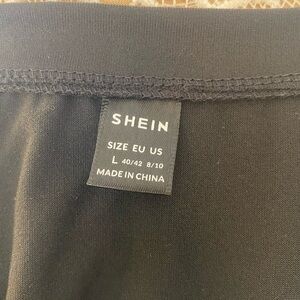 SHEIN
SIZE EU US
L 40/42 8/10
MADE IN CHINA